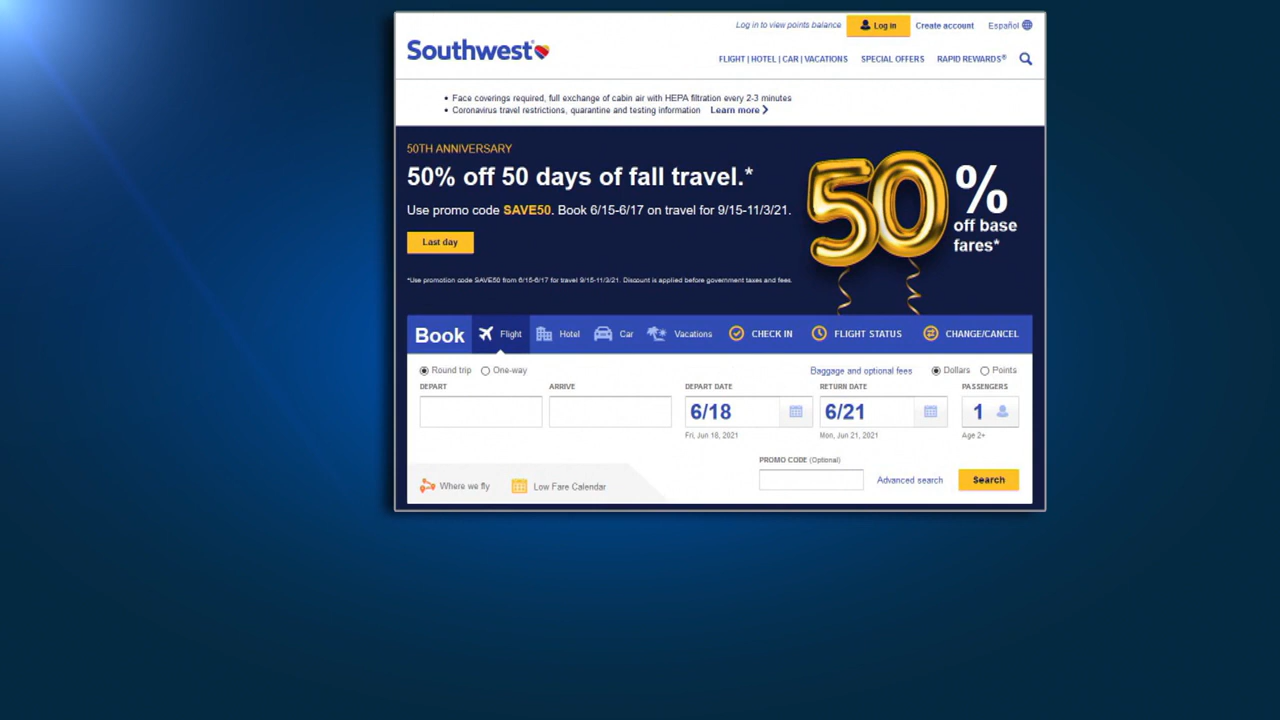 Log in to view points balance Log in Create account Español
Southwest®
FLIGHT | HOTEL | CAR | VACATIONS SPECIAL OFFERS RAPID REWARDS®
• Face coverings required, full exchange of cabin air with HEPA filtration every 2-3 minutes
• Coronavirus travel restrictions, quarantine and testing information Learn more
50TH ANNIVERSARY
50% off 50 days of fall travel.*
Use promo code SAVE50. Book 6/15-6/17 on travel for 9/15-11/3/21.
Last day
*Use promotion code SAVE50 from 6/15-6/17 for travel 9/15-11/3/21. Discount is applied before government taxes and fees.
50%
off base
fares*
Book Flight Hotel Car Vacations CHECK IN FLIGHT STATUS CHANGE/CANCEL
Round trip One-way Baggage and optional fees Dollars Points
DEPART ARRIVE DEPART DATE RETURN DATE PASSENGERS
6/18 6/21 1
Fri, Jun 18, 2021 Mon, Jun 21, 2021 Age 2+
PROMO CODE (Optional)
Where we fly Low Fare Calendar Advanced search Search